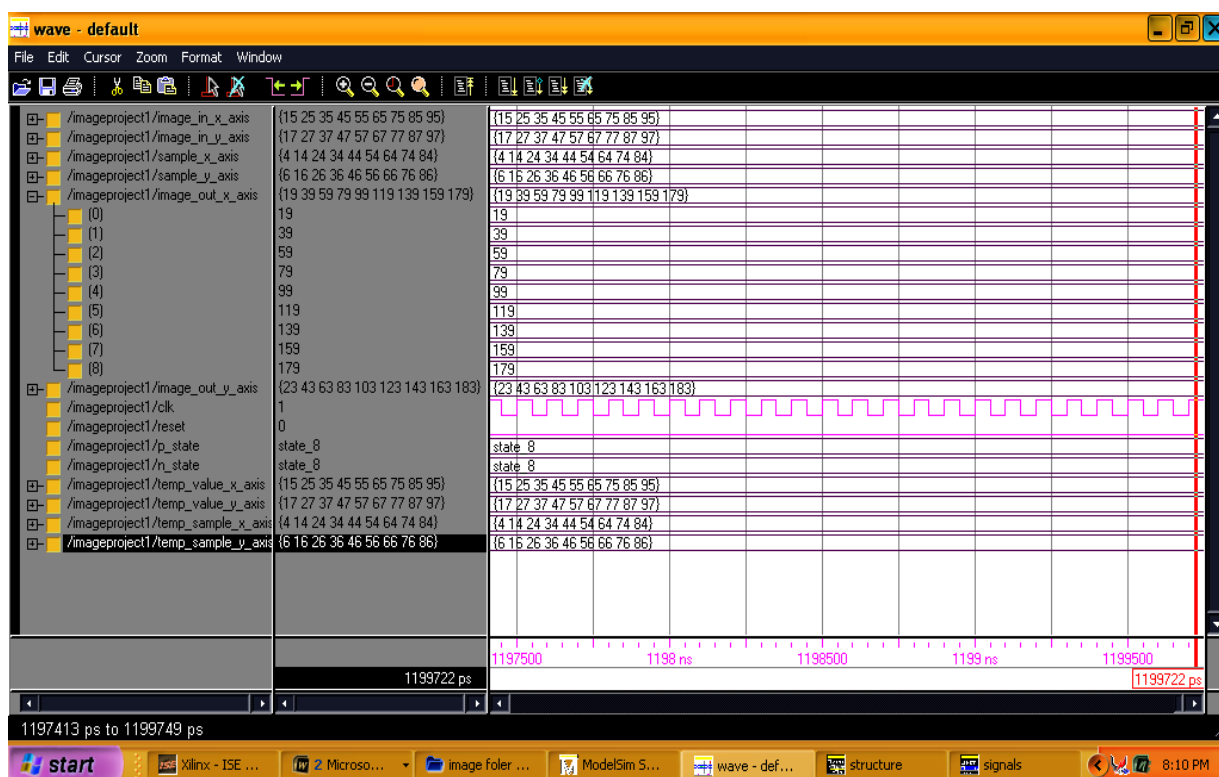 wave - default
File Edit Cursor Zoom Format Window
/imageproject1/image_in_x_axis {15 25 35 45 55 65 75 85 95} {15 25 35 45 55 65 75 85 95}
/imageproject1/image_in_y_axis {17 27 37 47 57 67 77 87 97} {17 27 37 47 57 67 77 87 97}
/imageproject1/sample_x_axis {4 14 24 34 44 54 64 74 84} {4 14 24 34 44 54 64 74 84}
/imageproject1/sample_y_axis {6 16 26 36 46 56 66 76 86} {6 16 26 36 46 56 66 76 86}
/imageproject1/image_out_x_axis {19 39 59 79 99 119 139 159 179} {19 39 59 79 99 119 139 159 179}
(0) 19 19
(1) 39 39
(2) 59 59
(3) 79 79
(4) 99 99
(5) 119 119
(6) 139 139
(7) 159 159
(8) 179 179
/imageproject1/image_out_y_axis {23 43 63 83 103 123 143 163 183} {23 43 63 83 103 123 143 163 183}
/imageproject1/clk 1
/imageproject1/reset 0
/imageproject1/p_state state_8 state_8
/imageproject1/n_state state_8 state_8
/imageproject1/temp_value_x_axis {15 25 35 45 55 65 75 85 95} {15 25 35 45 55 65 75 85 95}
/imageproject1/temp_value_y_axis {17 27 37 47 57 67 77 87 97} {17 27 37 47 57 67 77 87 97}
/imageproject1/temp_sample_x_axis {4 14 24 34 44 54 64 74 84} {4 14 24 34 44 54 64 74 84}
/imageproject1/temp_sample_y_axis {6 16 26 36 46 56 66 76 86} {6 16 26 36 46 56 66 76 86}
1197500 1198 ns 1198500 1199 ns 1199500
1199722 ps 1199722 ps
1197413 ps to 1199749 ps
start Xilinx - ISE ... 2 Microso... image foler ... ModelSim S... wave - def... structure signals 8:10 PM